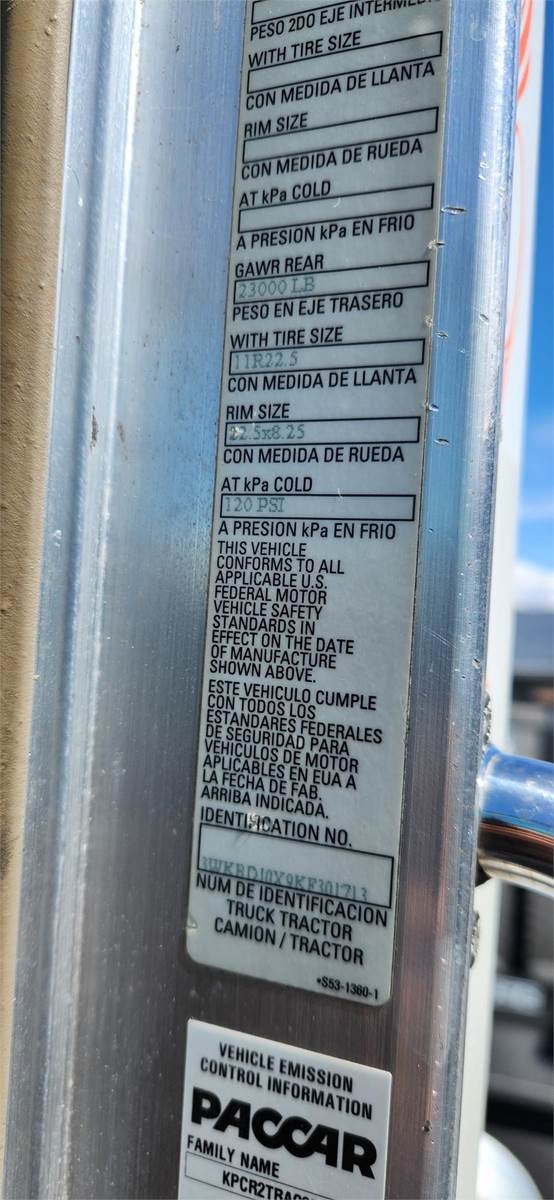 PESO 2DO EJE INTERMEDIO
WITH TIRE SIZE
CON MEDIDA DE LLANTA
RIM SIZE
CON MEDIDA DE RUEDA
AT kPa COLD
A PRESION kPa EN FRIO
GAWR REAR
23000 LB
PESO EN EJE TRASERO
WITH TIRE SIZE
11R22.5
CON MEDIDA DE LLANTA
RIM SIZE
22.5x8.25
CON MEDIDA DE RUEDA
AT kPa COLD
120 PSI
A PRESION kPa EN FRIO
THIS VEHICLE
CONFORMS TO ALL
APPLICABLE U.S.
FEDERAL MOTOR
VEHICLE SAFETY
STANDARDS IN
EFFECT ON THE DATE
OF MANUFACTURE
SHOWN ABOVE.
ESTE VEHICULO CUMPLE
CON TODOS LOS
ESTANDARES FEDERALES
DE SEGURIDAD PARA
VEHICULOS DE MOTOR
APLICABLES EN EUA A
LA FECHA DE FAB.
ARRIBA INDICADA.
IDENTIFICATION NO.
3WKRDJ0X9KF301713
NUM DE IDENTIFICACION
TRUCK TRACTOR
CAMION / TRACTOR
*S53-1360-1
VEHICLE EMISSION
CONTROL INFORMATION
PACCAR
FAMILY NAME